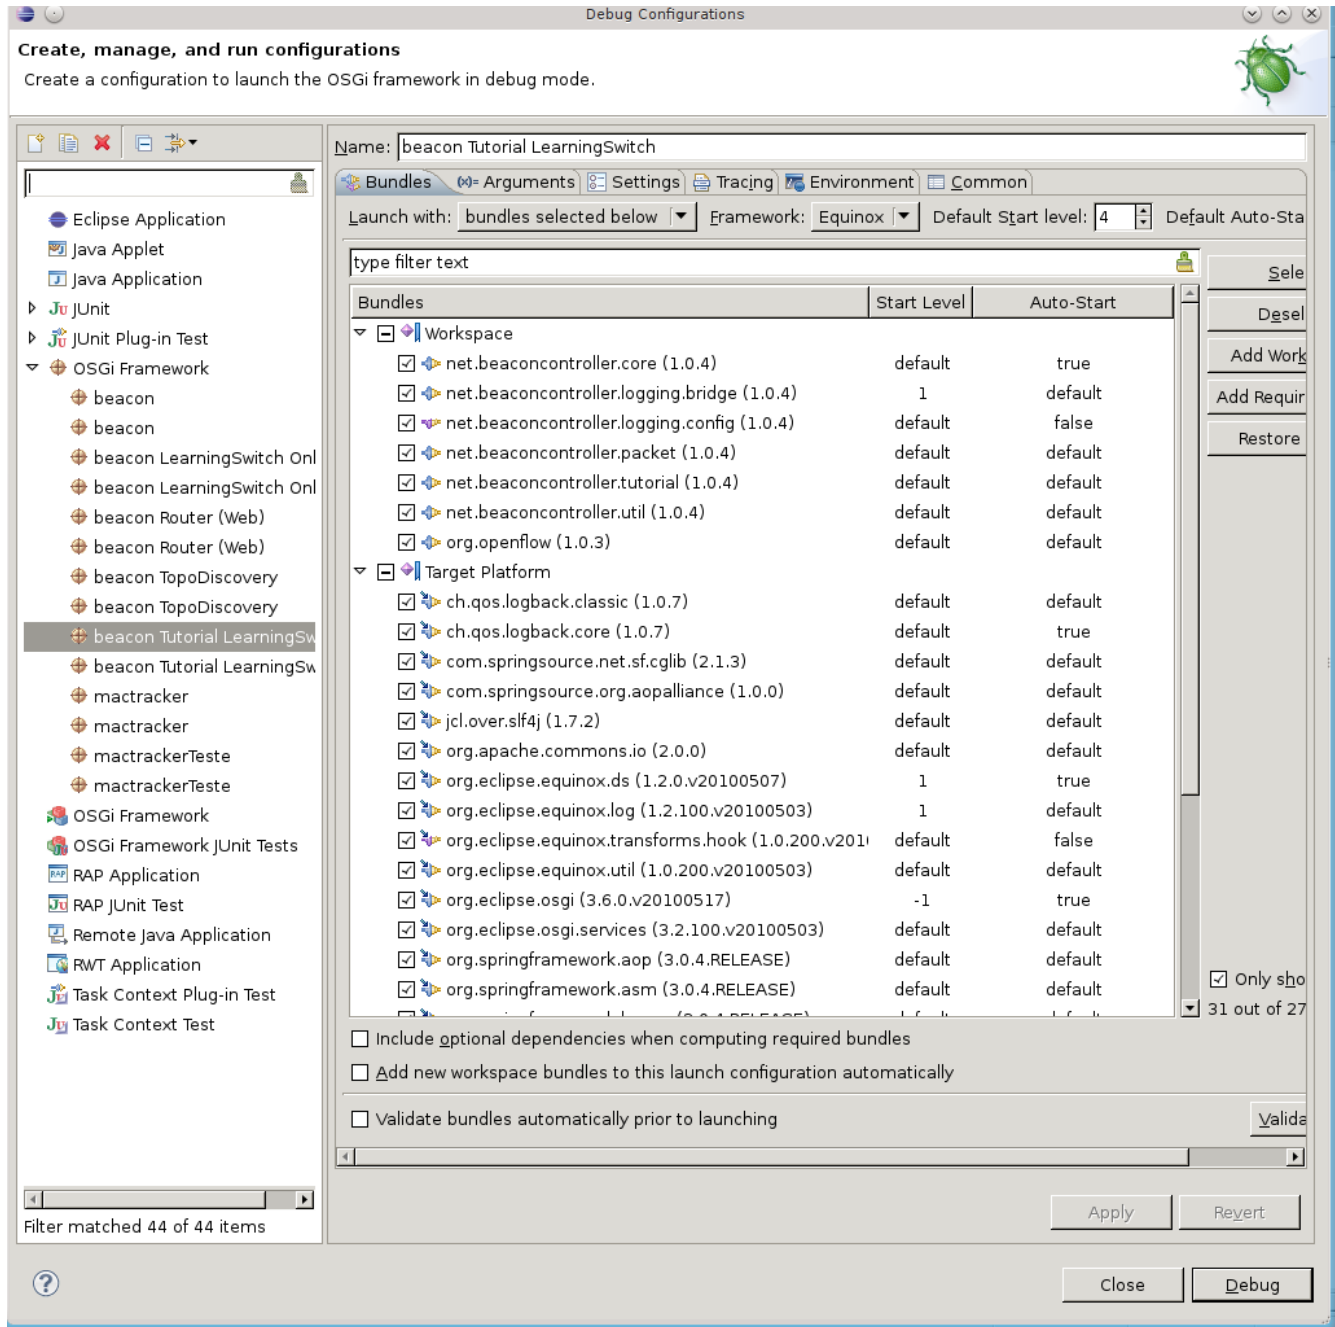 Debug Configurations
Create, manage, and run configurations
Create a configuration to launch the OSGi framework in debug mode.
Name: beacon Tutorial LearningSwitch
Bundles (x)= Arguments Settings Tracing Environment Common
Launch with: bundles selected below Framework: Equinox Default Start level: 4 Default Auto-Sta
type filter text
Bundles Start Level Auto-Start
Workspace
net.beaconcontroller.core (1.0.4) default true
net.beaconcontroller.logging.bridge (1.0.4) 1 default
net.beaconcontroller.logging.config (1.0.4) default false
net.beaconcontroller.packet (1.0.4) default default
net.beaconcontroller.tutorial (1.0.4) default default
net.beaconcontroller.util (1.0.4) default default
org.openflow (1.0.3) default default
Target Platform
ch.qos.logback.classic (1.0.7) default default
ch.qos.logback.core (1.0.7) default true
com.springsource.net.sf.cglib (2.1.3) default default
com.springsource.org.aopalliance (1.0.0) default default
jcl.over.slf4j (1.7.2) default default
org.apache.commons.io (2.0.0) default default
org.eclipse.equinox.ds (1.2.0.v20100507) 1 true
org.eclipse.equinox.log (1.2.100.v20100503) 1 default
org.eclipse.equinox.transforms.hook (1.0.200.v201 default false
org.eclipse.equinox.util (1.0.200.v20100503) default default
org.eclipse.osgi (3.6.0.v20100517) -1 true
org.eclipse.osgi.services (3.2.100.v20100503) default default
org.springframework.aop (3.0.4.RELEASE) default default
org.springframework.asm (3.0.4.RELEASE) default default
Sele
Desel
Add Work
Add Requir
Restore
Only sho
31 out of 27
Include optional dependencies when computing required bundles
Add new workspace bundles to this launch configuration automatically
Validate bundles automatically prior to launching
Valida
Apply
Revert
Eclipse Application
Java Applet
Java Application
JUnit
JUnit Plug-in Test
OSGi Framework
beacon
beacon
beacon LearningSwitch Onl
beacon LearningSwitch Onl
beacon Router (Web)
beacon Router (Web)
beacon TopoDiscovery
beacon TopoDiscovery
beacon Tutorial LearningSw
beacon Tutorial LearningSw
mactracker
mactracker
mactrackerTeste
mactrackerTeste
OSGi Framework
OSGi Framework JUnit Tests
RAP Application
RAP JUnit Test
Remote Java Application
RWT Application
Task Context Plug-in Test
Task Context Test
Filter matched 44 of 44 items
Close
Debug